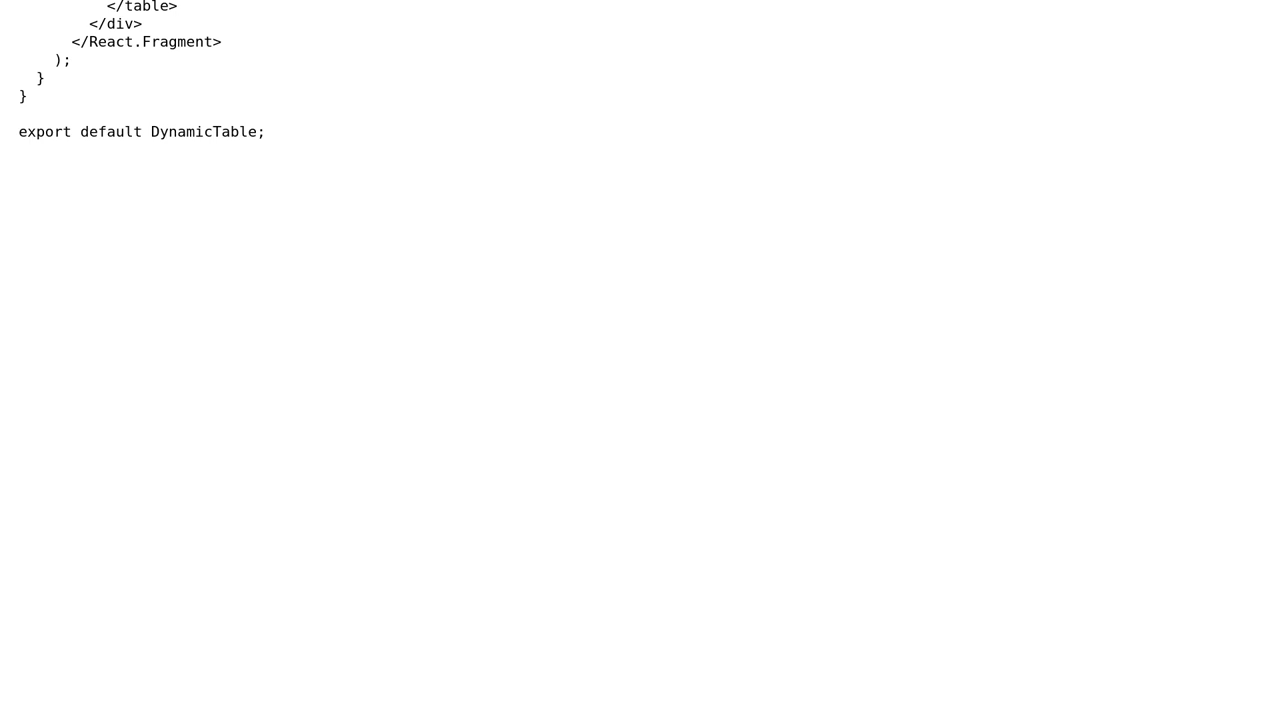 </table>
        </div>
      </React.Fragment>
    );
  }
}

export default DynamicTable;